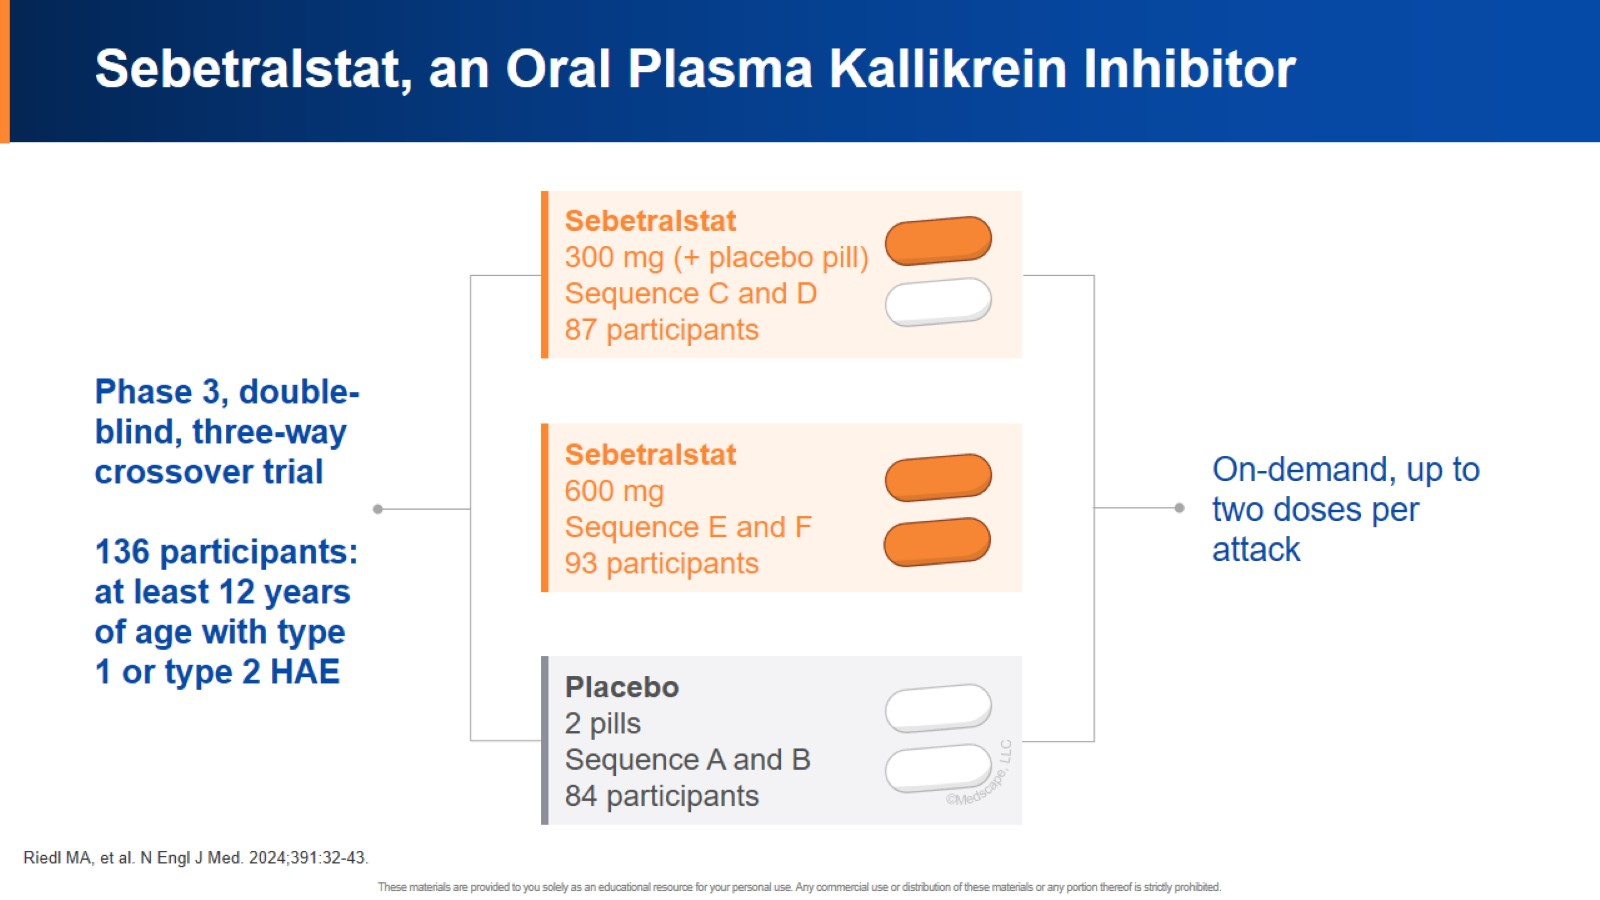 Sebetralstat, an Oral Plasma Kallikrein Inhibitor
Phase 3, double-
blind, three-way
crossover trial
136 participants:
at least 12 years
of age with type
1 or type 2 HAE
Sebetralstat
300 mg (+ placebo pill)
Sequence C and D
87 participants
Sebetralstat
600 mg
Sequence E and F
93 participants
Placebo
2 pills
Sequence A and B
84 participants
©Medscape, LLC
On-demand, up to
two doses per
attack
Riedl MA, et al. N Engl J Med. 2024;391:32-43.
These materials are provided to you solely as an educational resource for your personal use. Any commercial use or distribution of these materials or any portion thereof is strictly prohibited.